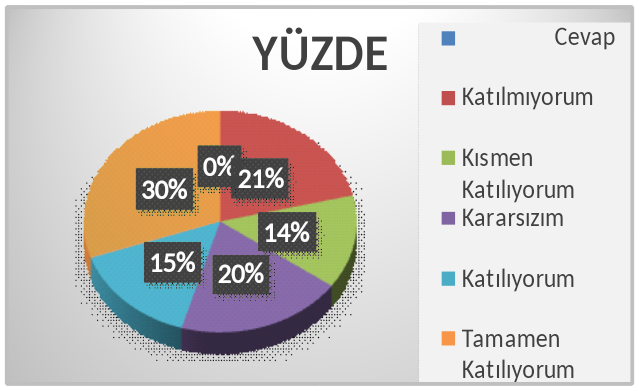 YÜZDE
Cevap
Katılmıyorum
Kısmen
Katılıyorum
Kararsızım
Katılıyorum
Tamamen
Katılıyorum
0%
21%
30%
14%
15%
20%